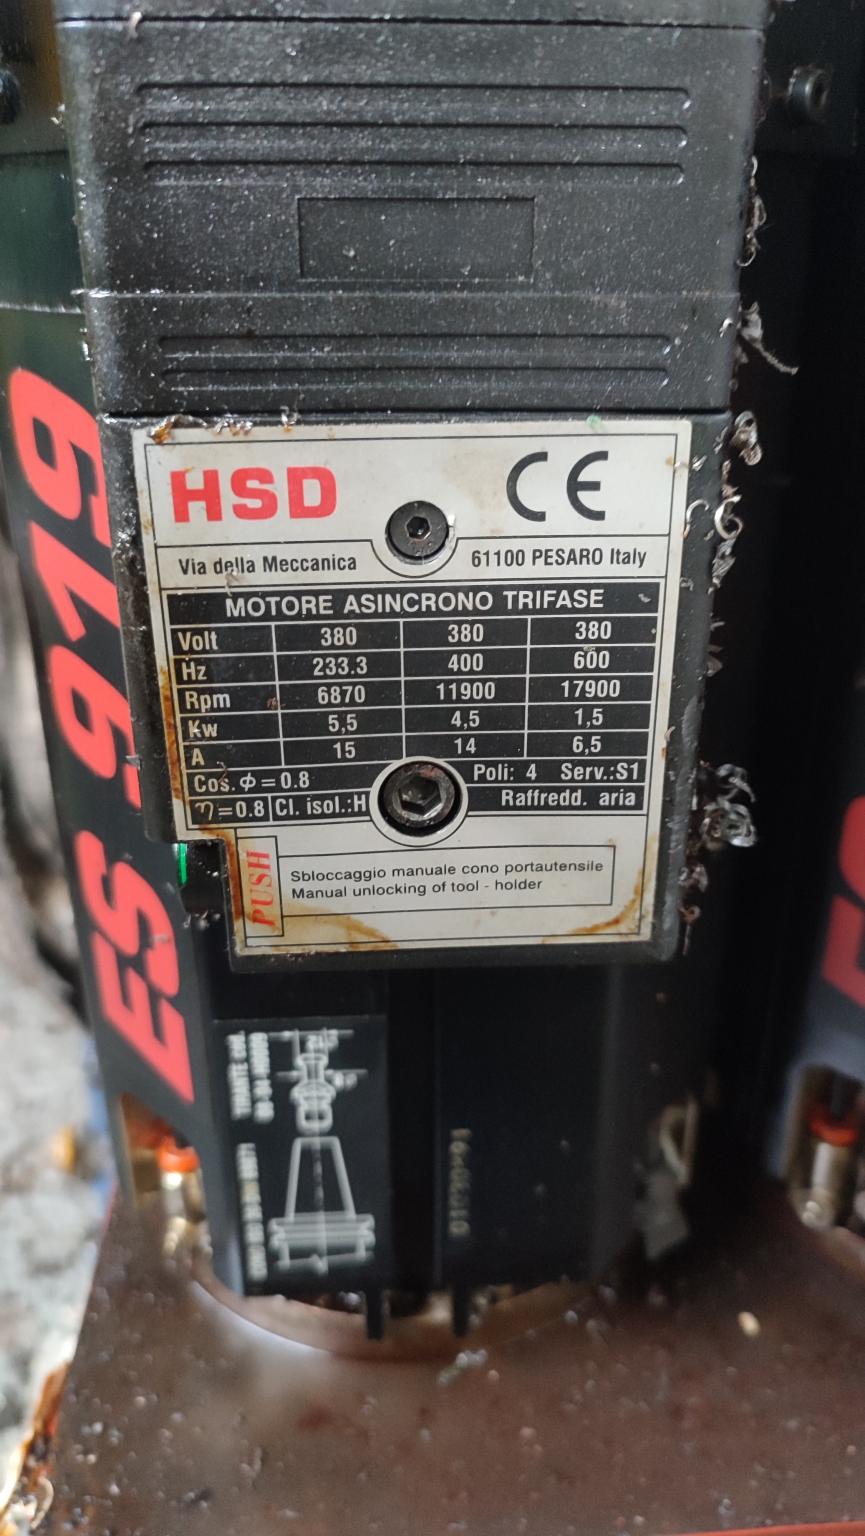 HSD CE
Via della Meccanica 61100 PESARO Italy
MOTORE ASINCRONO TRIFASE
Volt 380 380 380
Hz 233.3 400 600
Rpm 6870 11900 17900
Kw 5,5 4,5 1,5
A 15 14 6,5
Cos. Φ = 0.8 Poli: 4 Serv.:S1
η = 0.8 Cl. isol.:H Raffredd. aria
PUSH
Sbloccaggio manuale cono portautensile
Manual unlocking of tool - holder
ES 919